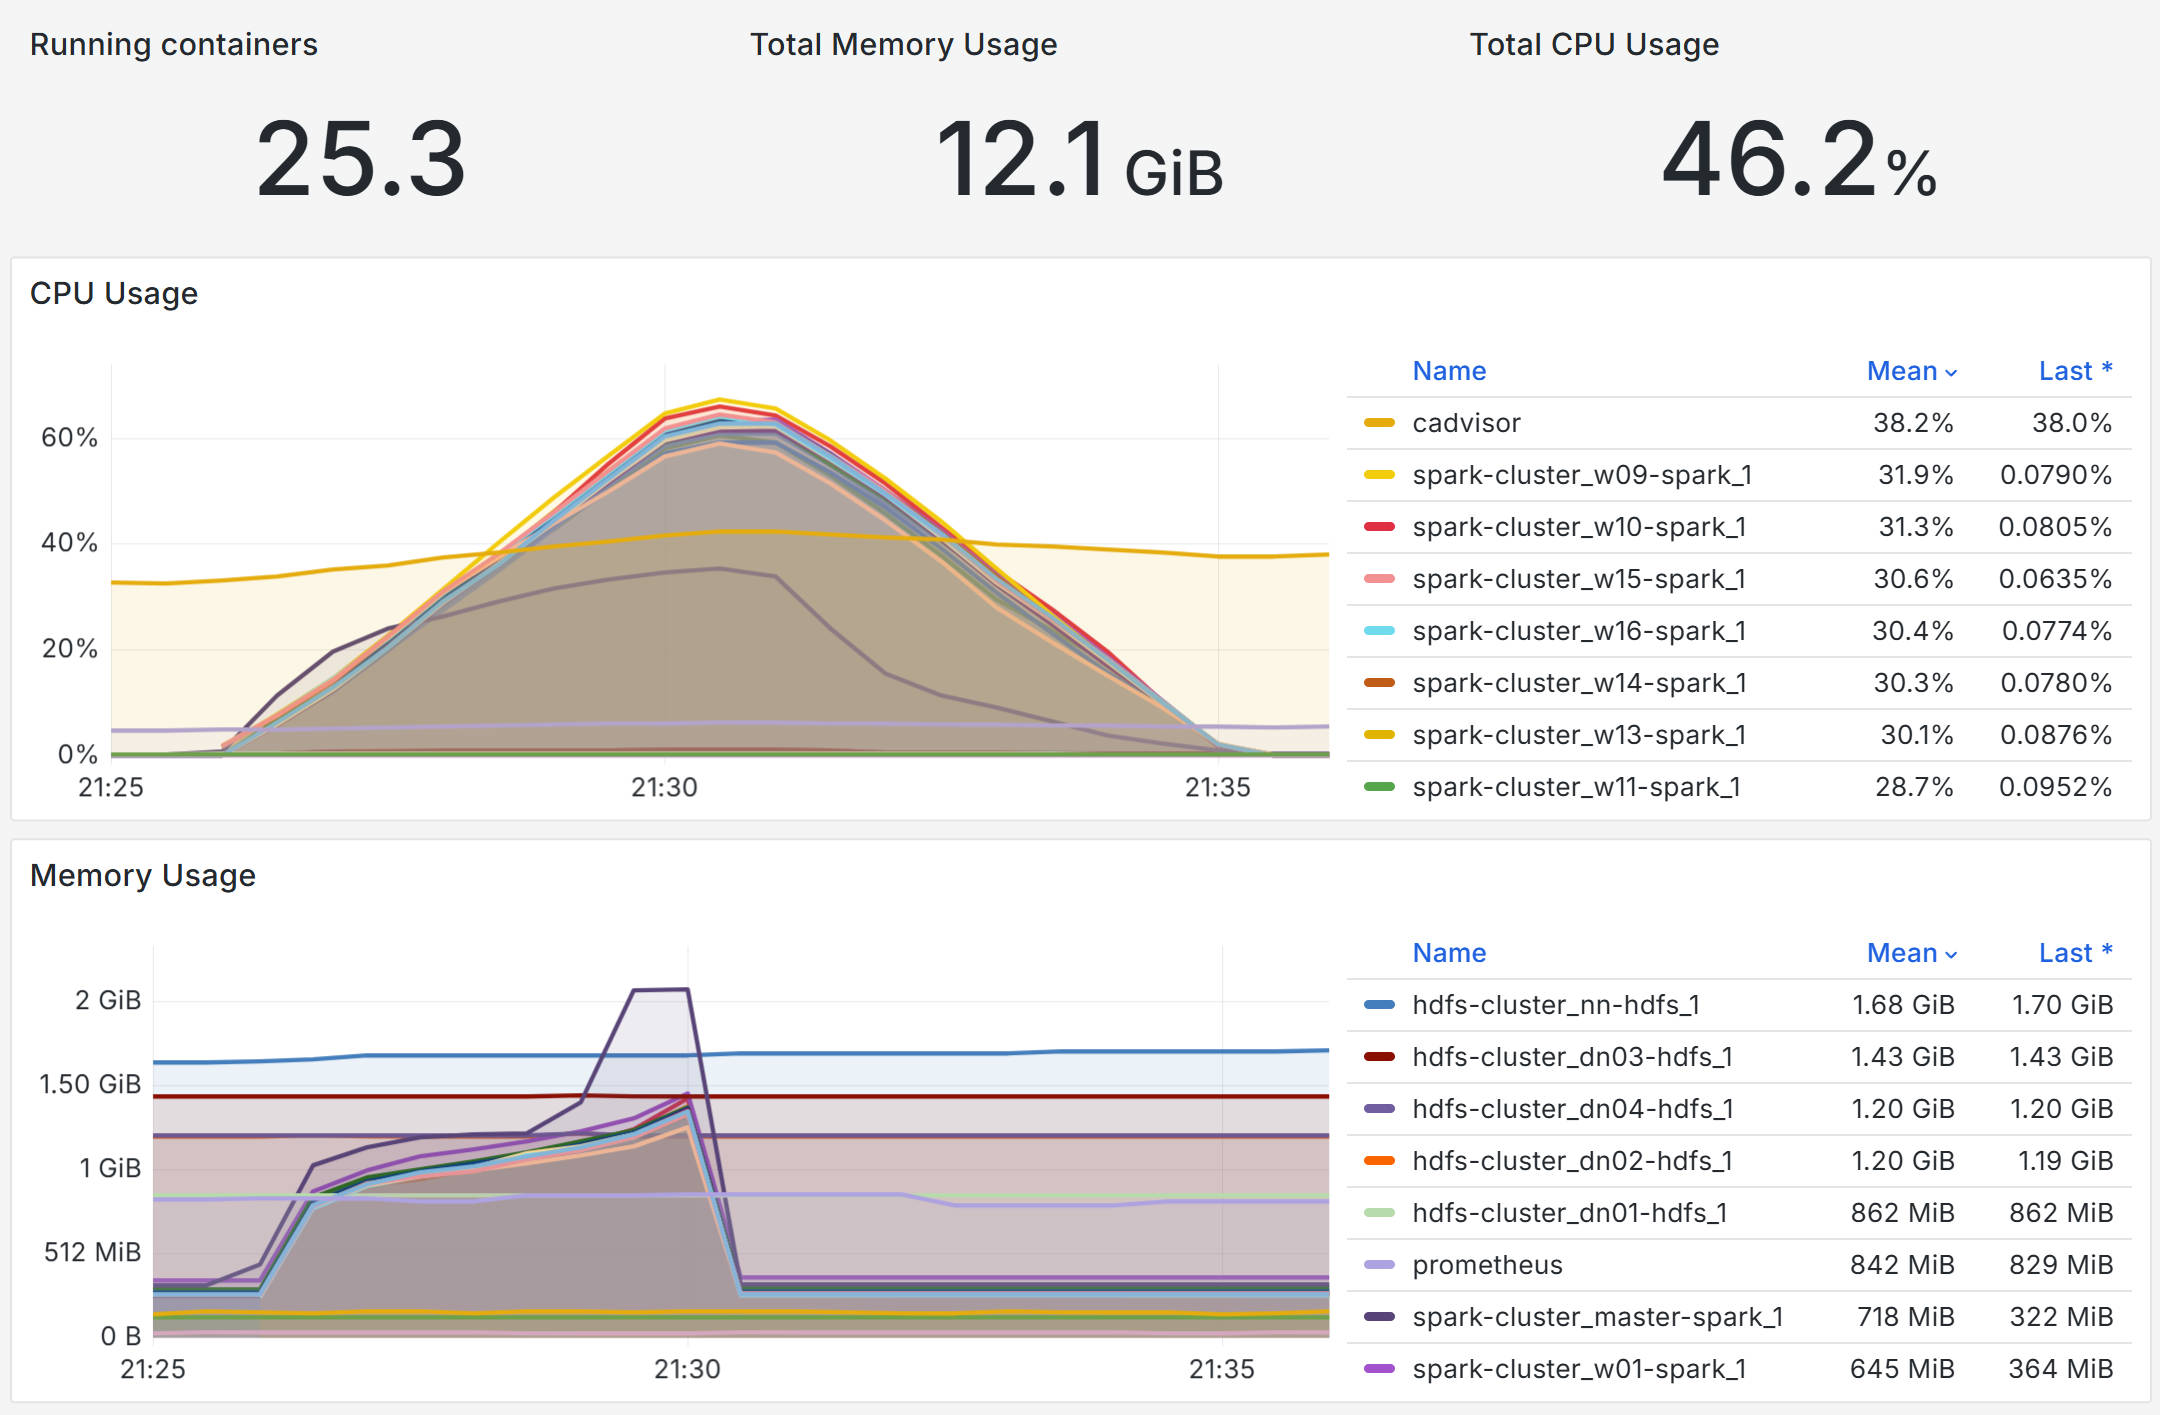 Running containers
Total Memory Usage
Total CPU Usage
25.3
12.1 GiB
46.2%
CPU Usage
60%
40%
20%
0%
21:25
21:30
21:35
Name Mean Last *
cadvisor 38.2% 38.0%
spark-cluster_w09-spark_1 31.9% 0.0790%
spark-cluster_w10-spark_1 31.3% 0.0805%
spark-cluster_w15-spark_1 30.6% 0.0635%
spark-cluster_w16-spark_1 30.4% 0.0774%
spark-cluster_w14-spark_1 30.3% 0.0780%
spark-cluster_w13-spark_1 30.1% 0.0876%
spark-cluster_w11-spark_1 28.7% 0.0952%
Memory Usage
2 GiB
1.50 GiB
1 GiB
512 MiB
0 B
21:25
21:30
21:35
Name Mean Last *
hdfs-cluster_nn-hdfs_1 1.68 GiB 1.70 GiB
hdfs-cluster_dn03-hdfs_1 1.43 GiB 1.43 GiB
hdfs-cluster_dn04-hdfs_1 1.20 GiB 1.20 GiB
hdfs-cluster_dn02-hdfs_1 1.20 GiB 1.19 GiB
hdfs-cluster_dn01-hdfs_1 862 MiB 862 MiB
prometheus 842 MiB 829 MiB
spark-cluster_master-spark_1 718 MiB 322 MiB
spark-cluster_w01-spark_1 645 MiB 364 MiB